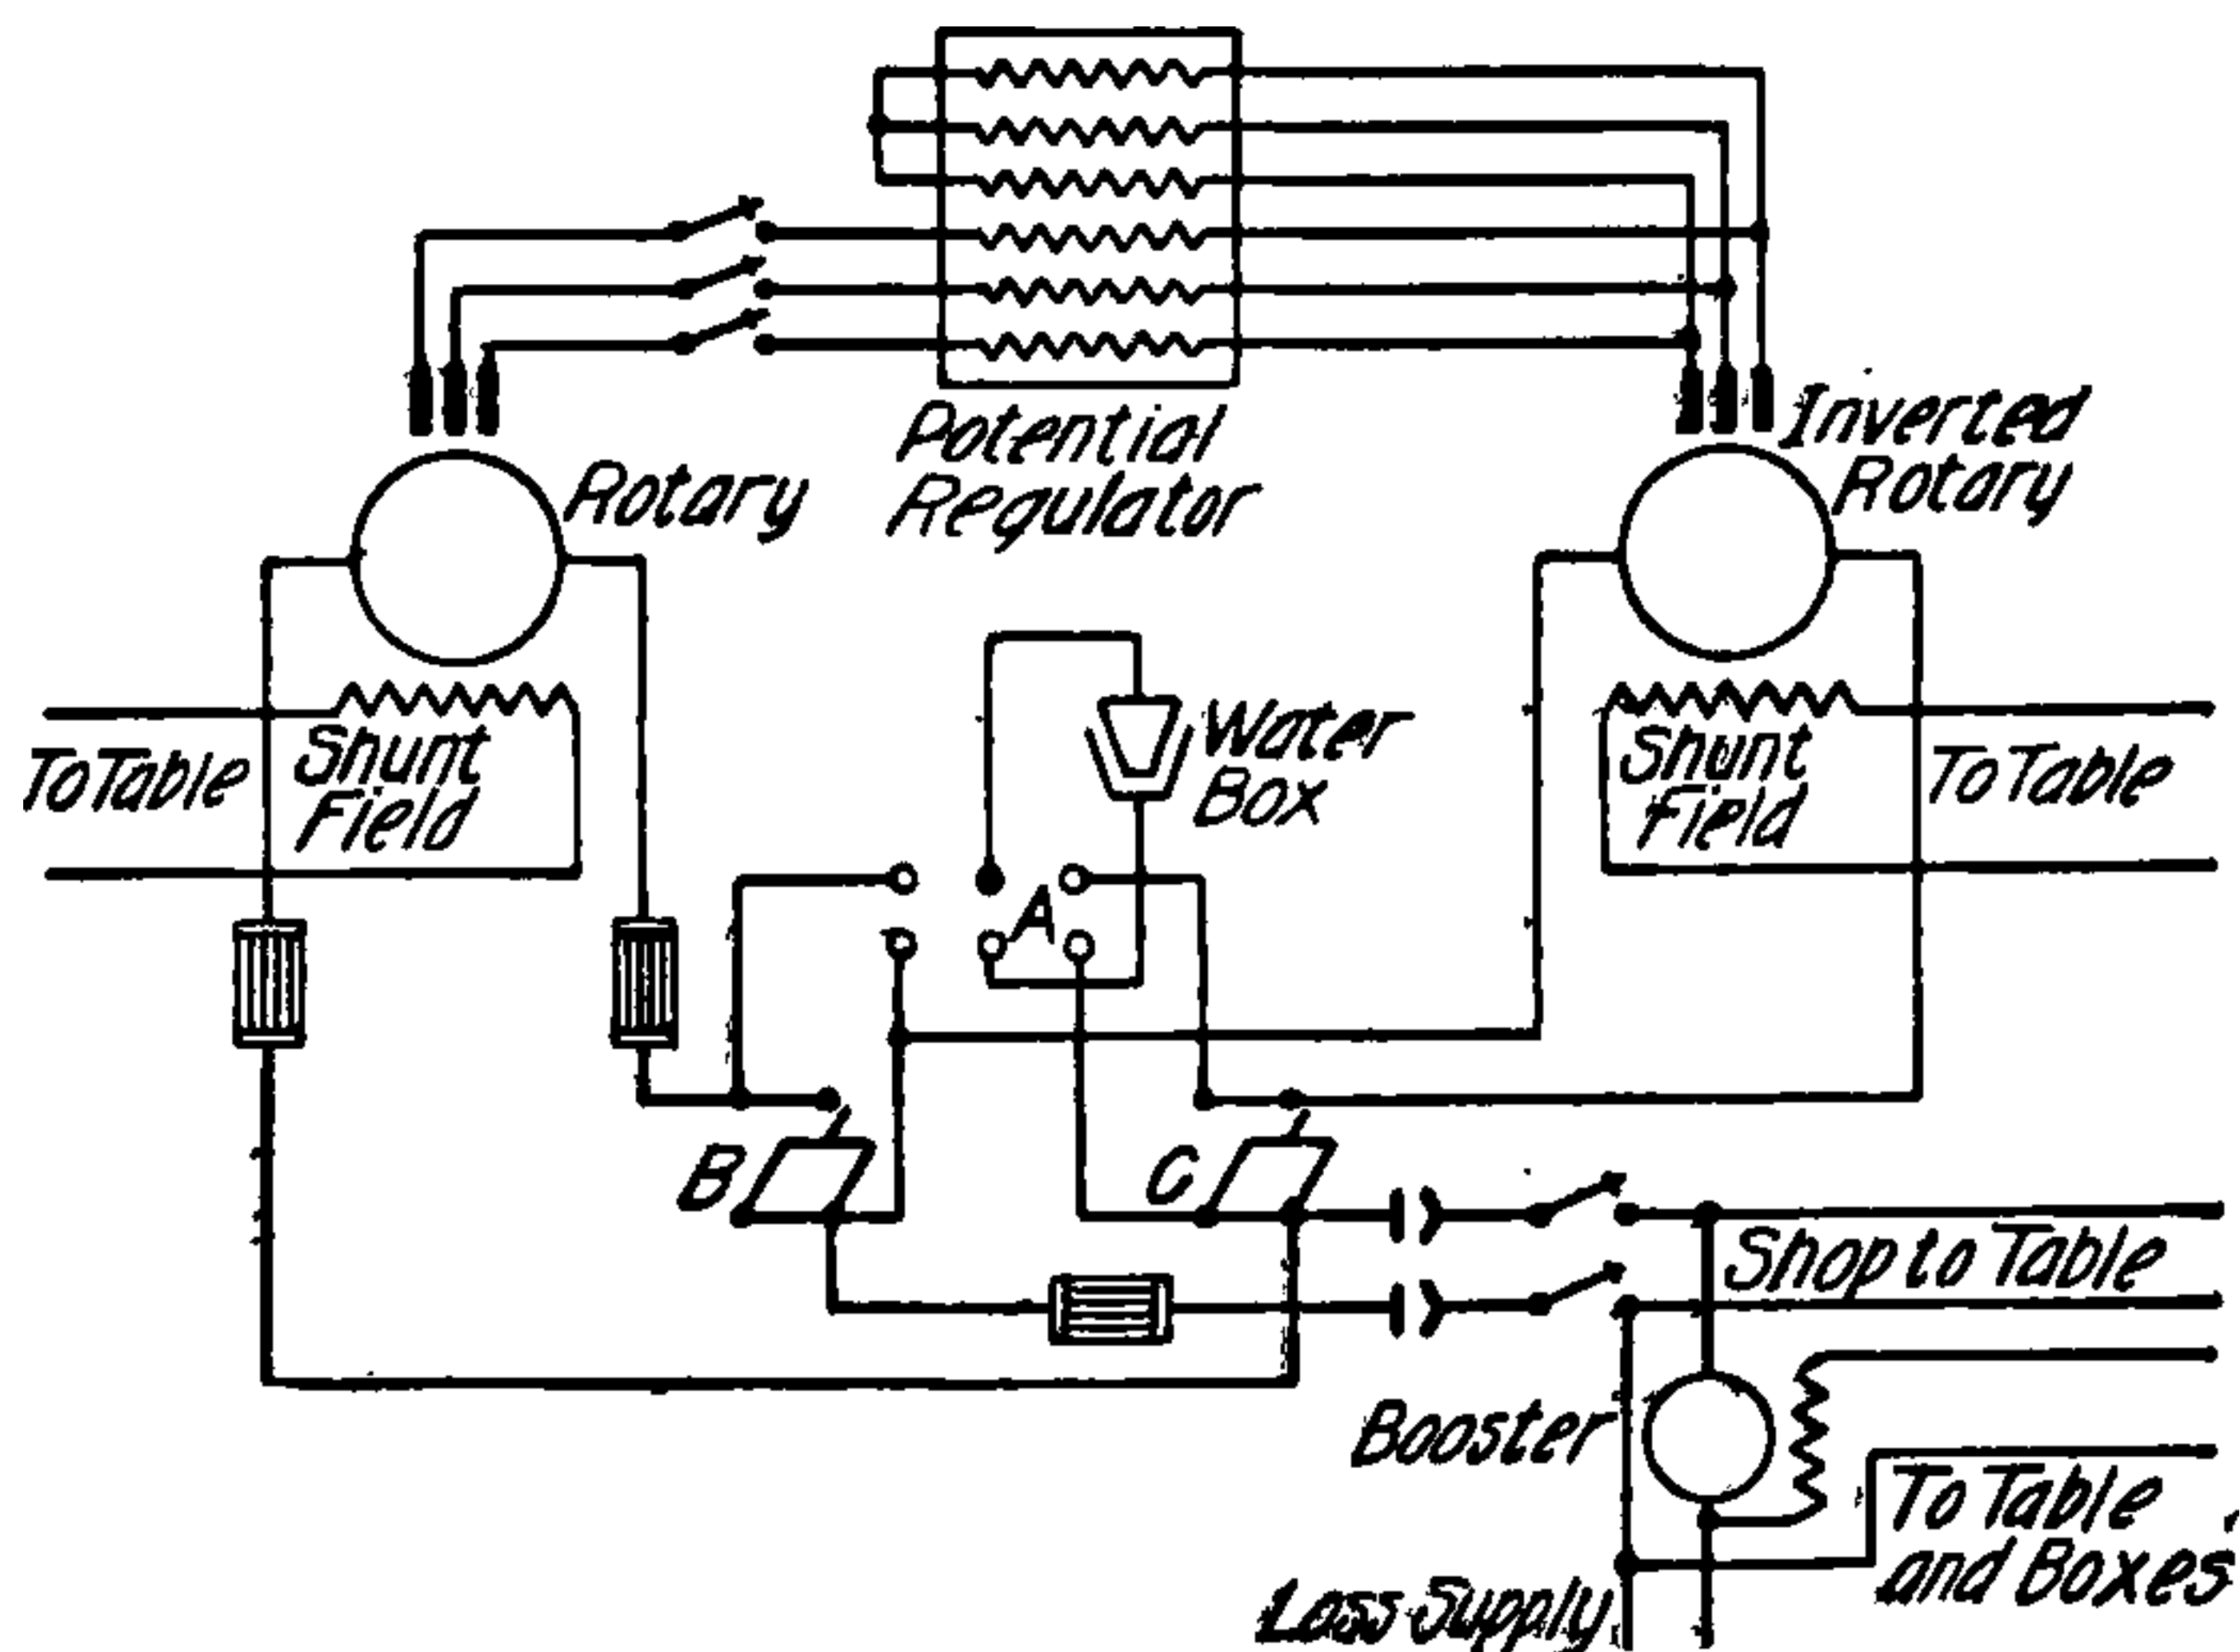 Potential
Regulator
Inverted
Rotary
Rotary
Water
Box
Shunt
Field
To Table
Shunt
Field
To Table
A
B
C
Shop to Table
Booster
To Table
and Boxes
Loss Supply